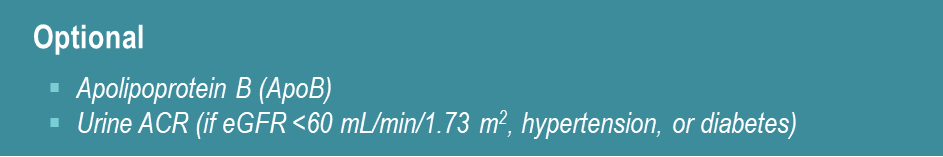 Optional
▪ Apolipoprotein B (ApoB)
▪ Urine ACR (if eGFR <60 mL/min/1.73 m², hypertension, or diabetes)